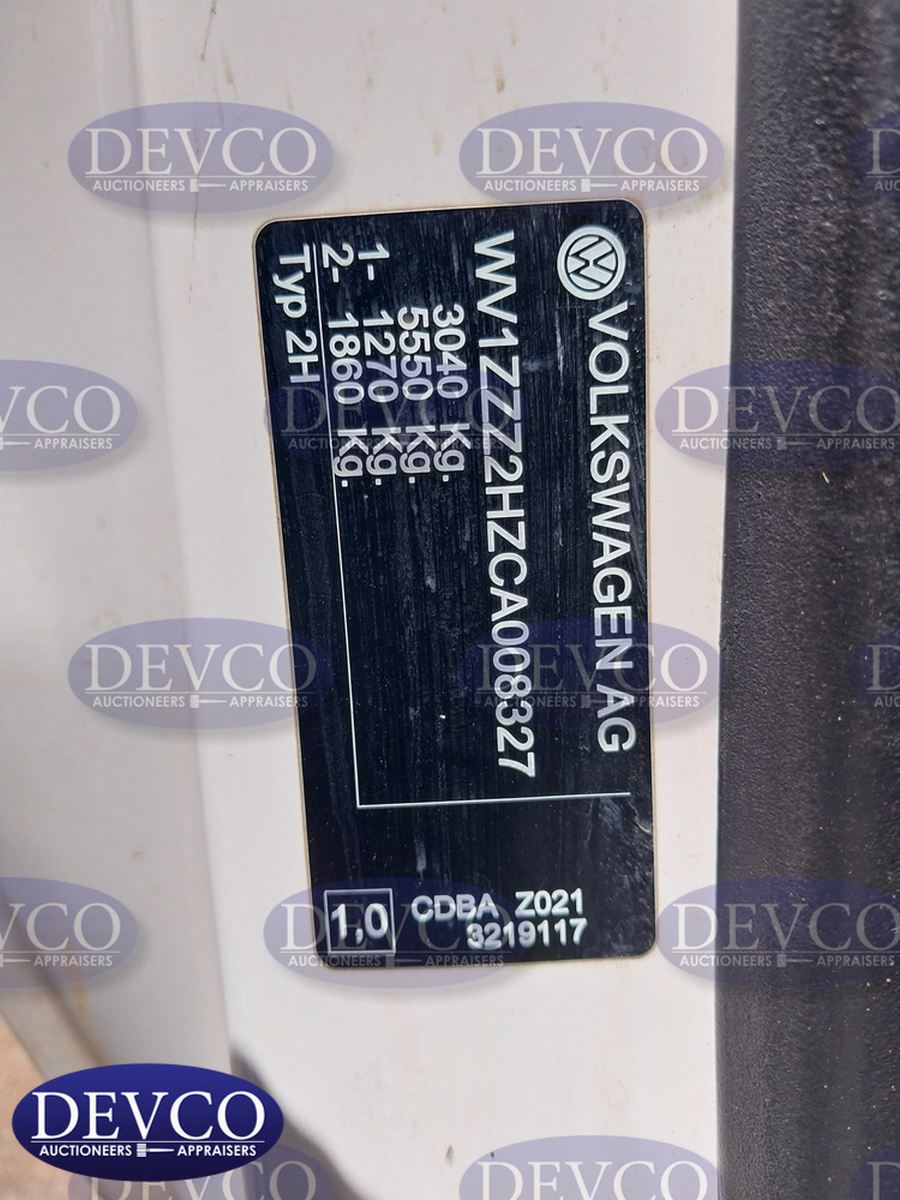 VOLKSWAGEN AG
WV1ZZZ2HZCA008327
3040 Kg.
5550 Kg.
1- 1270 Kg.
2- 1860 Kg.
Typ 2H
CDBA Z021
3219117
1,0
DEVCO
AUCTIONEERS APPRAISERS